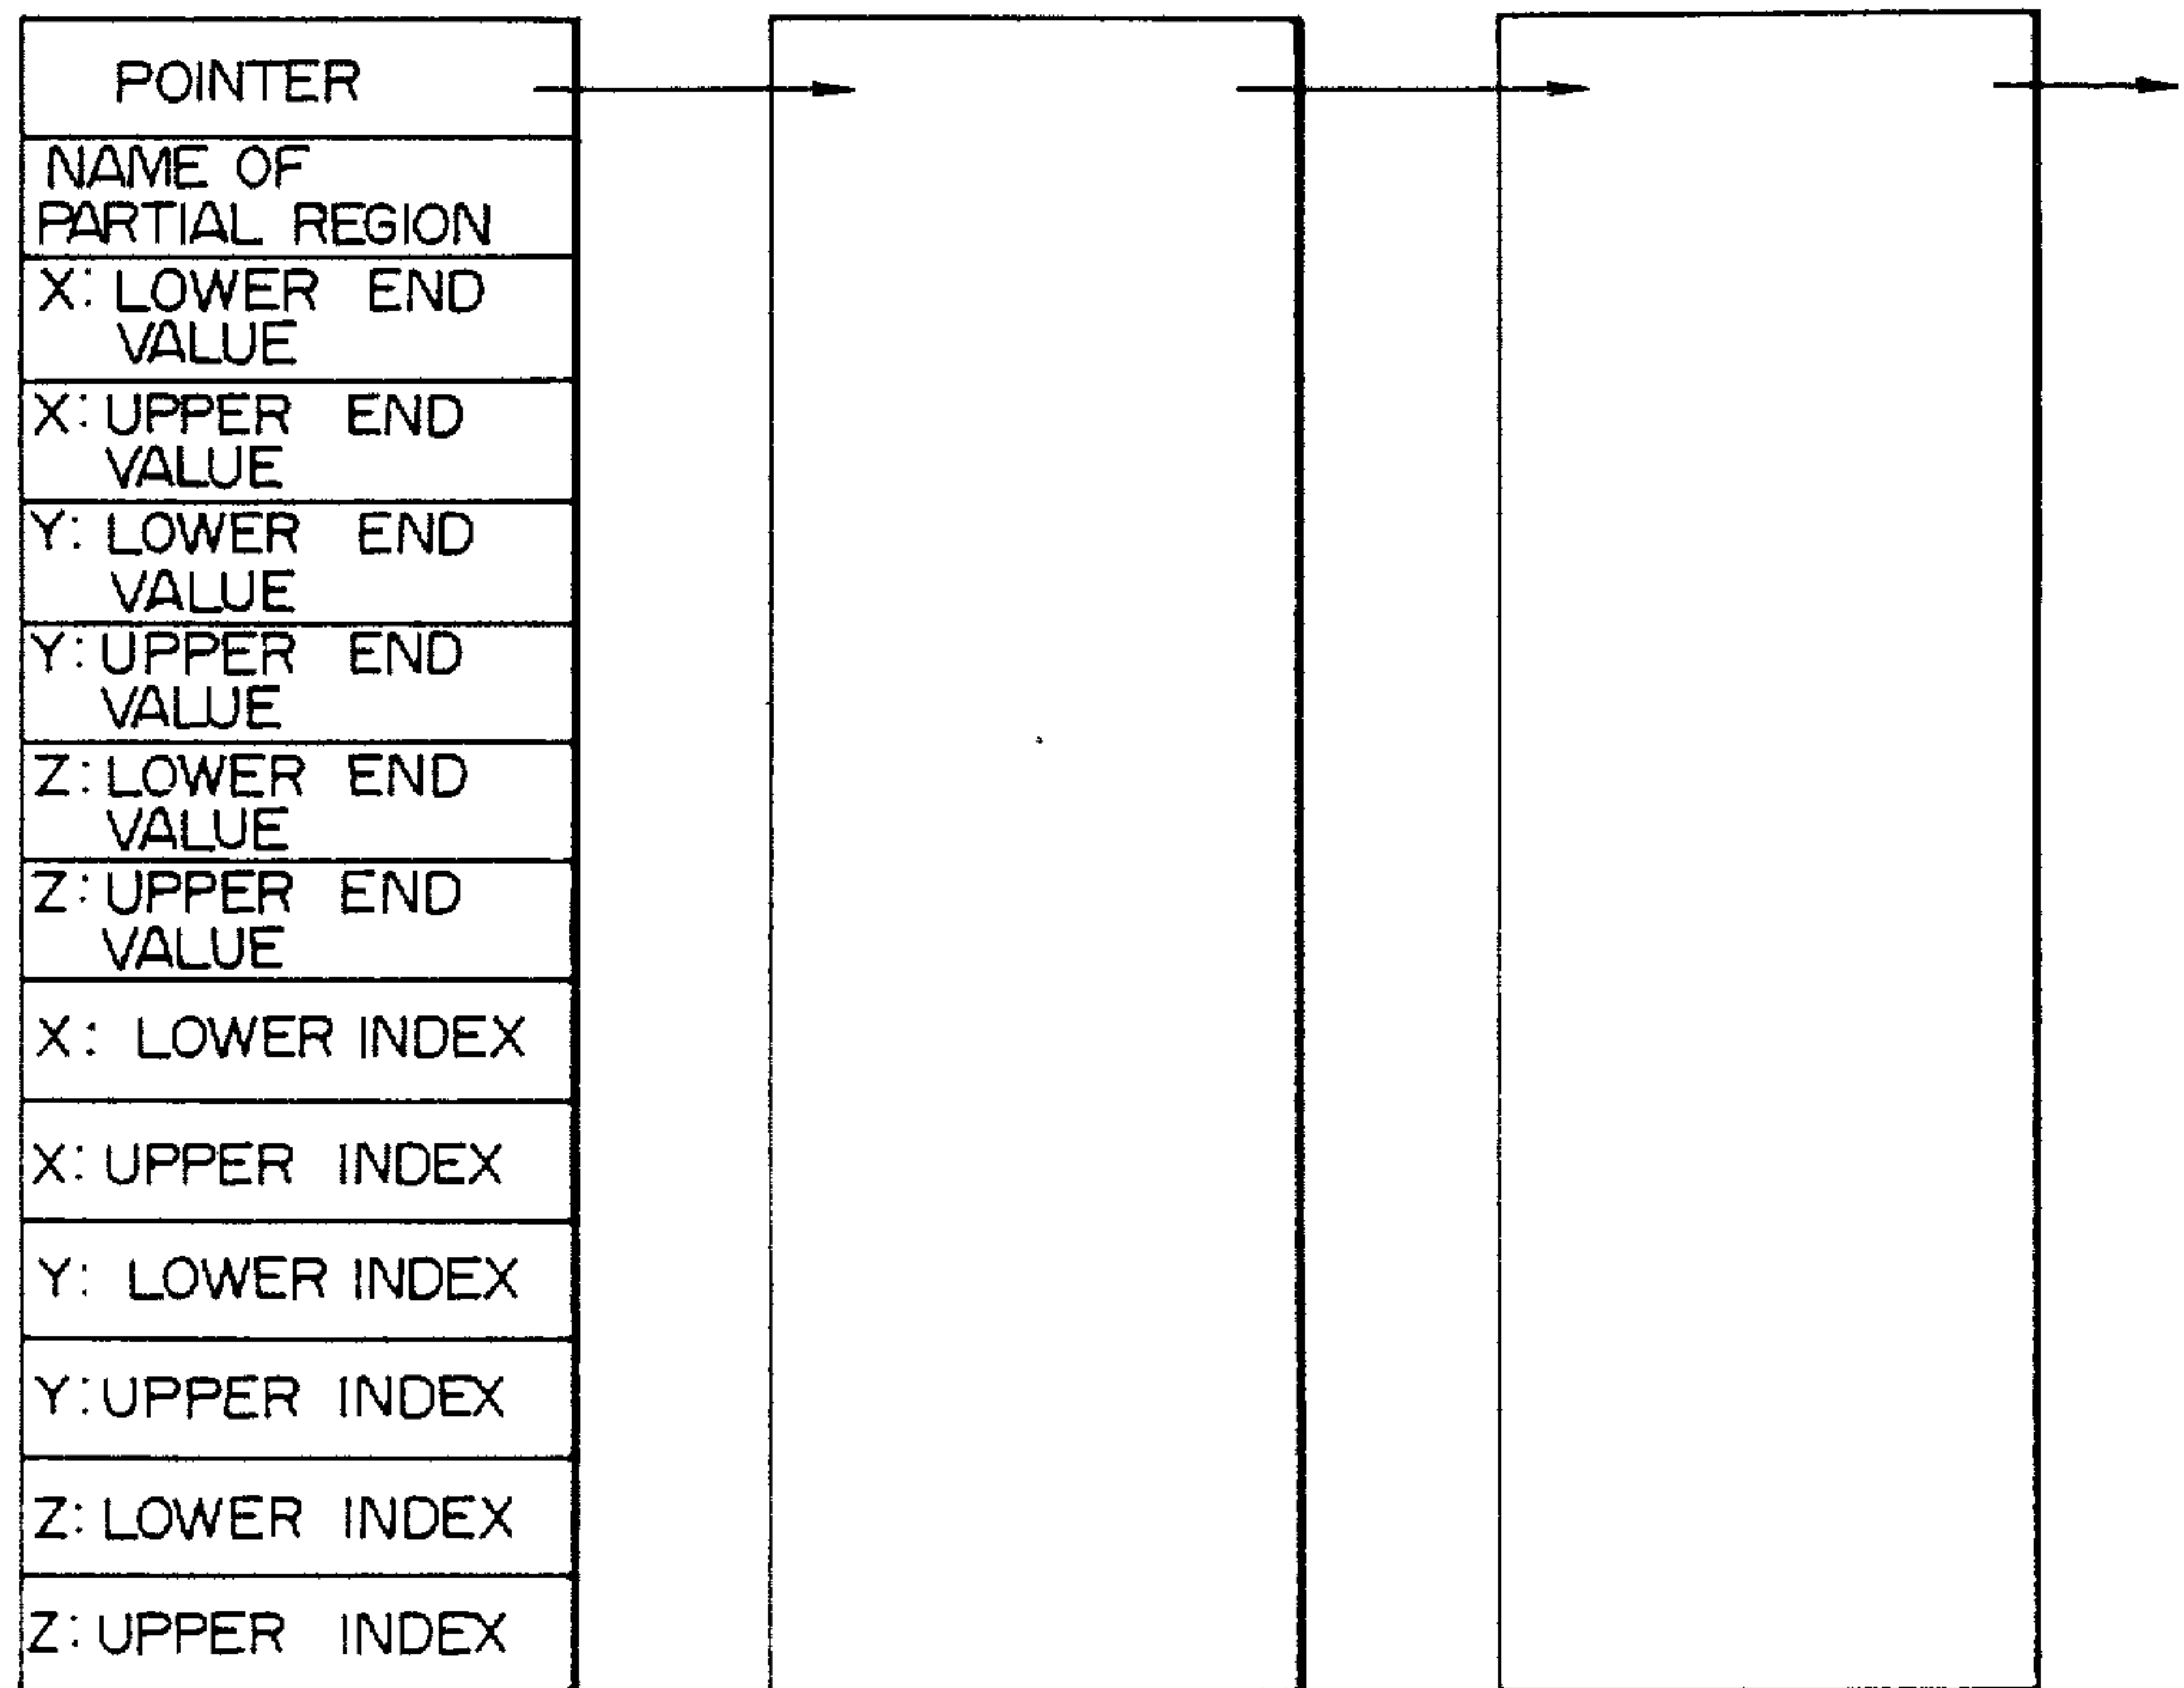 POINTER
NAME OF
PARTIAL REGION
X: LOWER END
VALUE
X: UPPER END
VALUE
Y: LOWER END
VALUE
Y: UPPER END
VALUE
Z: LOWER END
VALUE
Z: UPPER END
VALUE
X: LOWER INDEX
X: UPPER INDEX
Y: LOWER INDEX
Y: UPPER INDEX
Z: LOWER INDEX
Z: UPPER INDEX